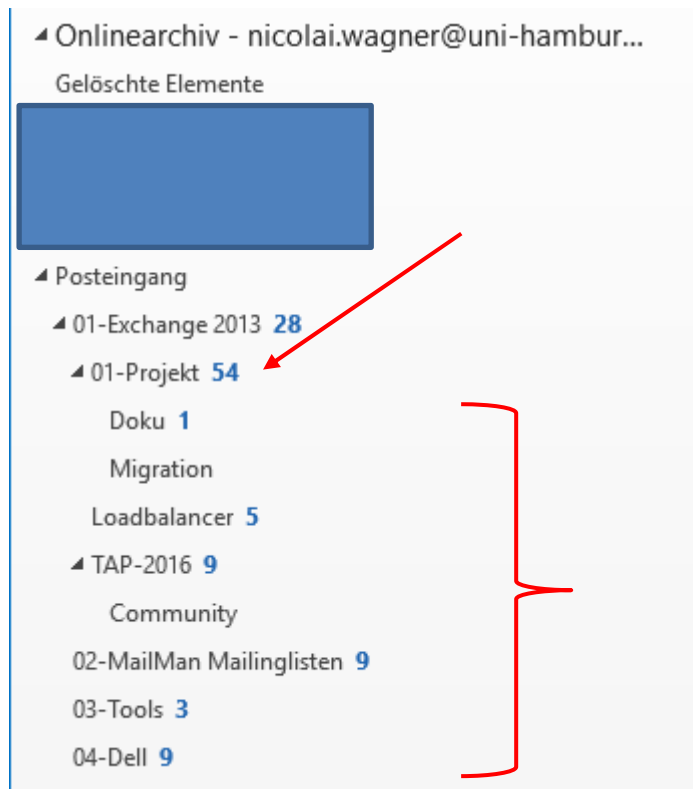 Onlinearchiv - nicolai.wagner@uni-hambur...
Gelöschte Elemente
Posteingang
01-Exchange 2013 28
01-Projekt 54
Doku 1
Migration
Loadbalancer 5
TAP-2016 9
Community
02-MailMan Mailinglisten 9
03-Tools 3
04-Dell 9